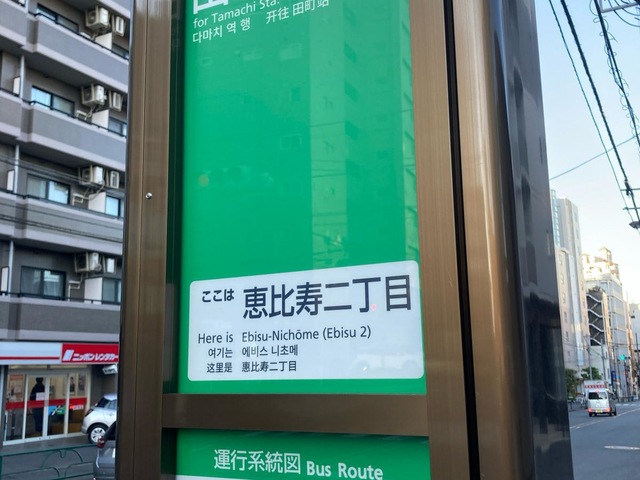 for Tamachi Sta.
다마치 역 행 开往 田町站
ここは 恵比寿二丁目
Here is Ebisu-Nichōme (Ebisu 2)
여기는 에비스 니초메
这里是 惠比寿二丁目
運行系統図 Bus Route
ニッポンレンタカー